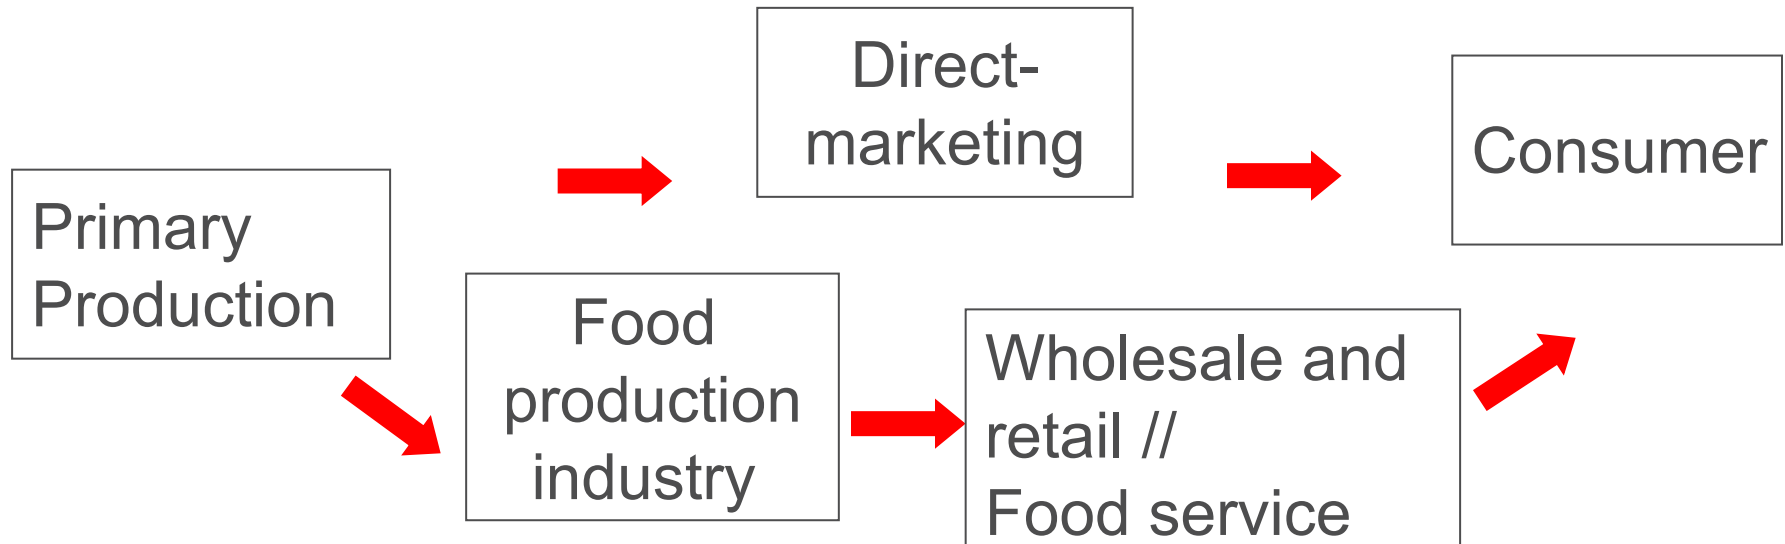 Direct-
marketing
Consumer
Primary
Production
Food
production
industry
Wholesale and
retail //
Food service